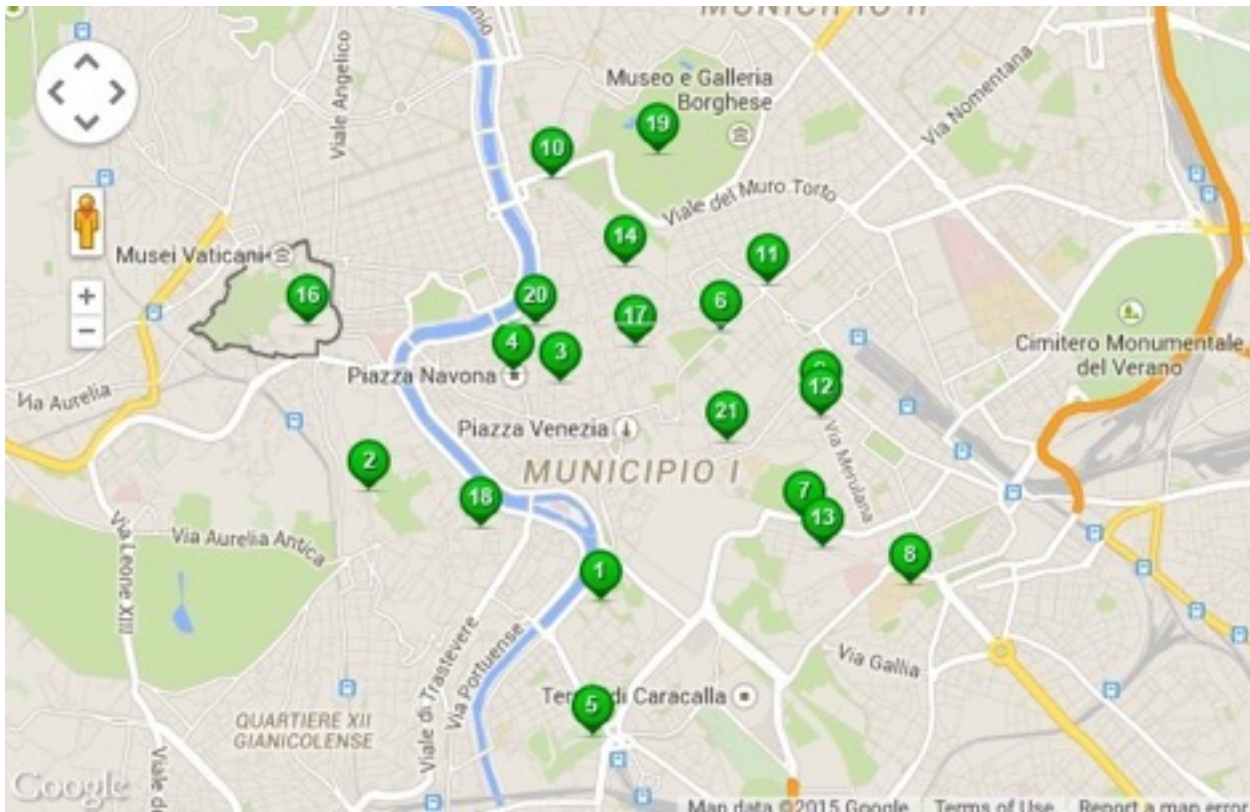 MUNICIPIO II
Viale Angelico
Museo e Galleria
Borghese
Via Nomentana
19
10
Viale del Muro Torto
14
11
Musei Vaticani
16
20
6
17
4
3
Piazza Navona
12
Cimitero Monumentale
del Verano
Via Aurelia
21
Piazza Venezia
MUNICIPIO I
Via Merulana
2
18
7
13
Via Leone XIII
Via Aurelia Antica
8
1
Viale di Trastevere
Via Portuense
Via Gallia
5
di Caracalla
QUARTIERE XII
GIANICOLENSE
Google
Map data ©2015 Google
Terms of Use
Report a map error